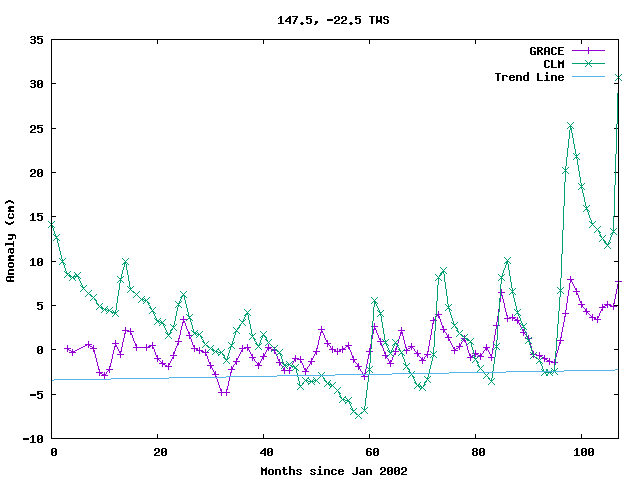 147.5, -22.5 TWS
GRACE
CLM
Trend Line
35
30
25
20
15
10
5
0
-5
-10
Anomaly (cm)
0 20 40 60 80 100
Months since Jan 2002